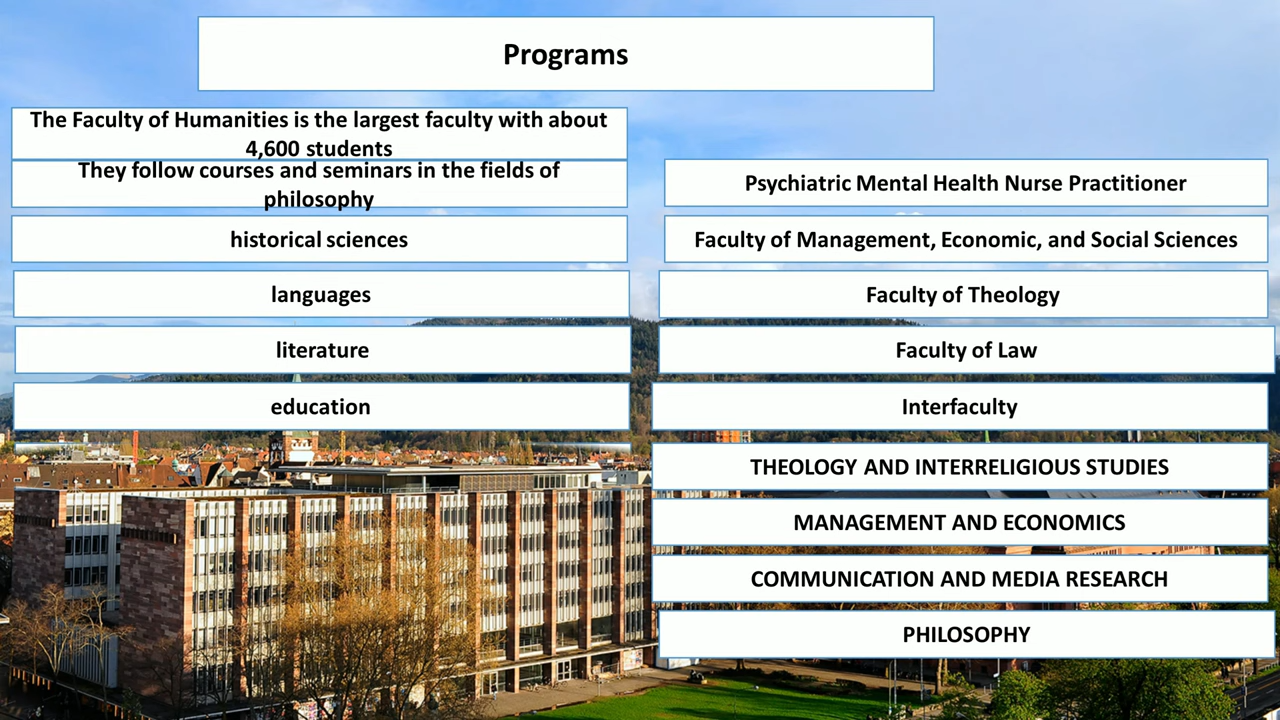 Programs
The Faculty of Humanities is the largest faculty with about
4,600 students
They follow courses and seminars in the fields of
philosophy
historical sciences
languages
literature
education
Psychiatric Mental Health Nurse Practitioner
Faculty of Management, Economic, and Social Sciences
Faculty of Theology
Faculty of Law
Interfaculty
THEOLOGY AND INTERRELIGIOUS STUDIES
MANAGEMENT AND ECONOMICS
COMMUNICATION AND MEDIA RESEARCH
PHILOSOPHY